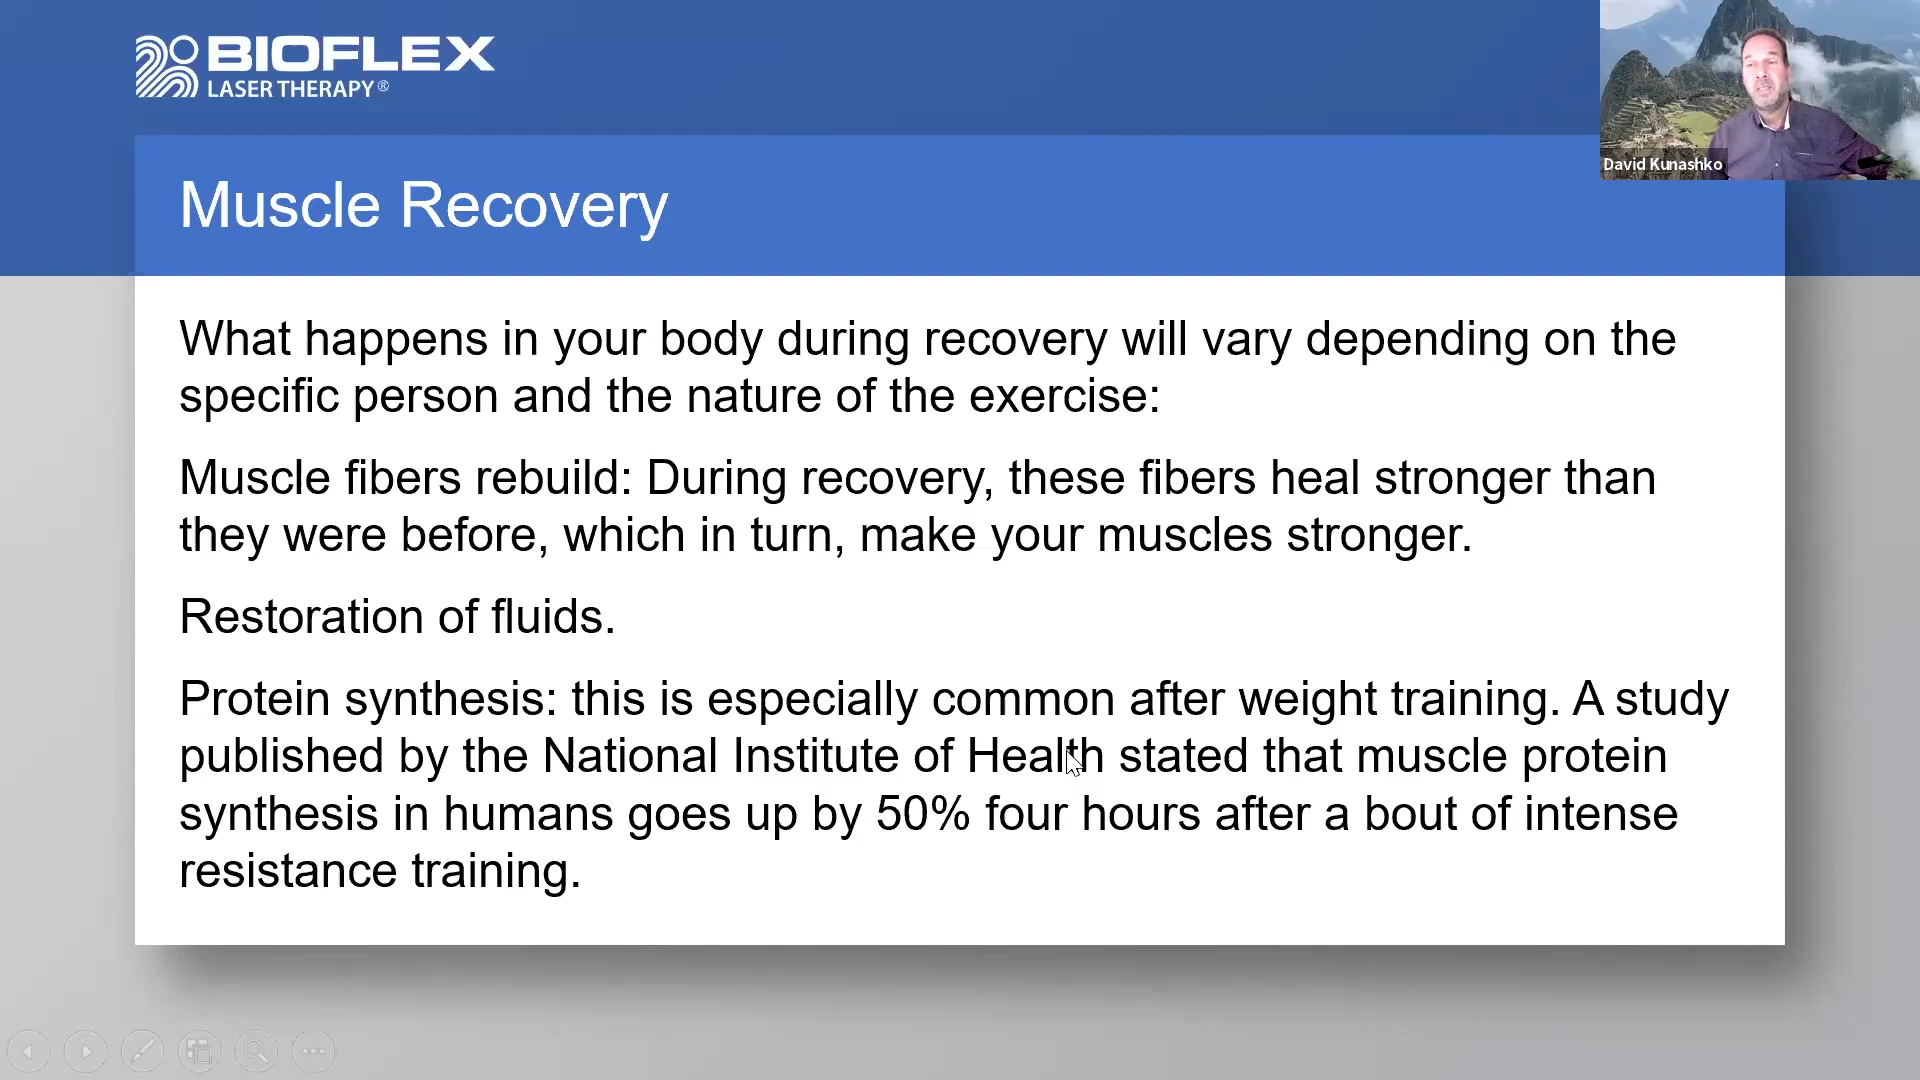 BIOFLEX
LASER THERAPY®
David Kunashko
Muscle Recovery
What happens in your body during recovery will vary depending on the
specific person and the nature of the exercise:
Muscle fibers rebuild: During recovery, these fibers heal stronger than
they were before, which in turn, make your muscles stronger.
Restoration of fluids.
Protein synthesis: this is especially common after weight training. A study
published by the National Institute of Health stated that muscle protein
synthesis in humans goes up by 50% four hours after a bout of intense
resistance training.